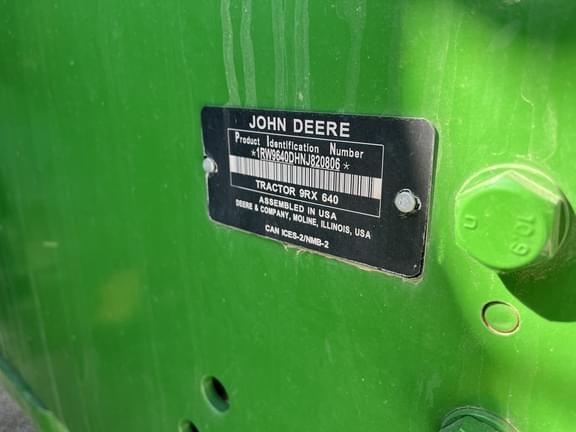 JOHN DEERE
Product Identification Number
*1RW9640DHNJ820806*
TRACTOR 9RX 640
ASSEMBLED IN USA
DEERE & COMPANY, MOLINE, ILLINOIS, USA
CAN ICES-2/NMB-2
10.9
n